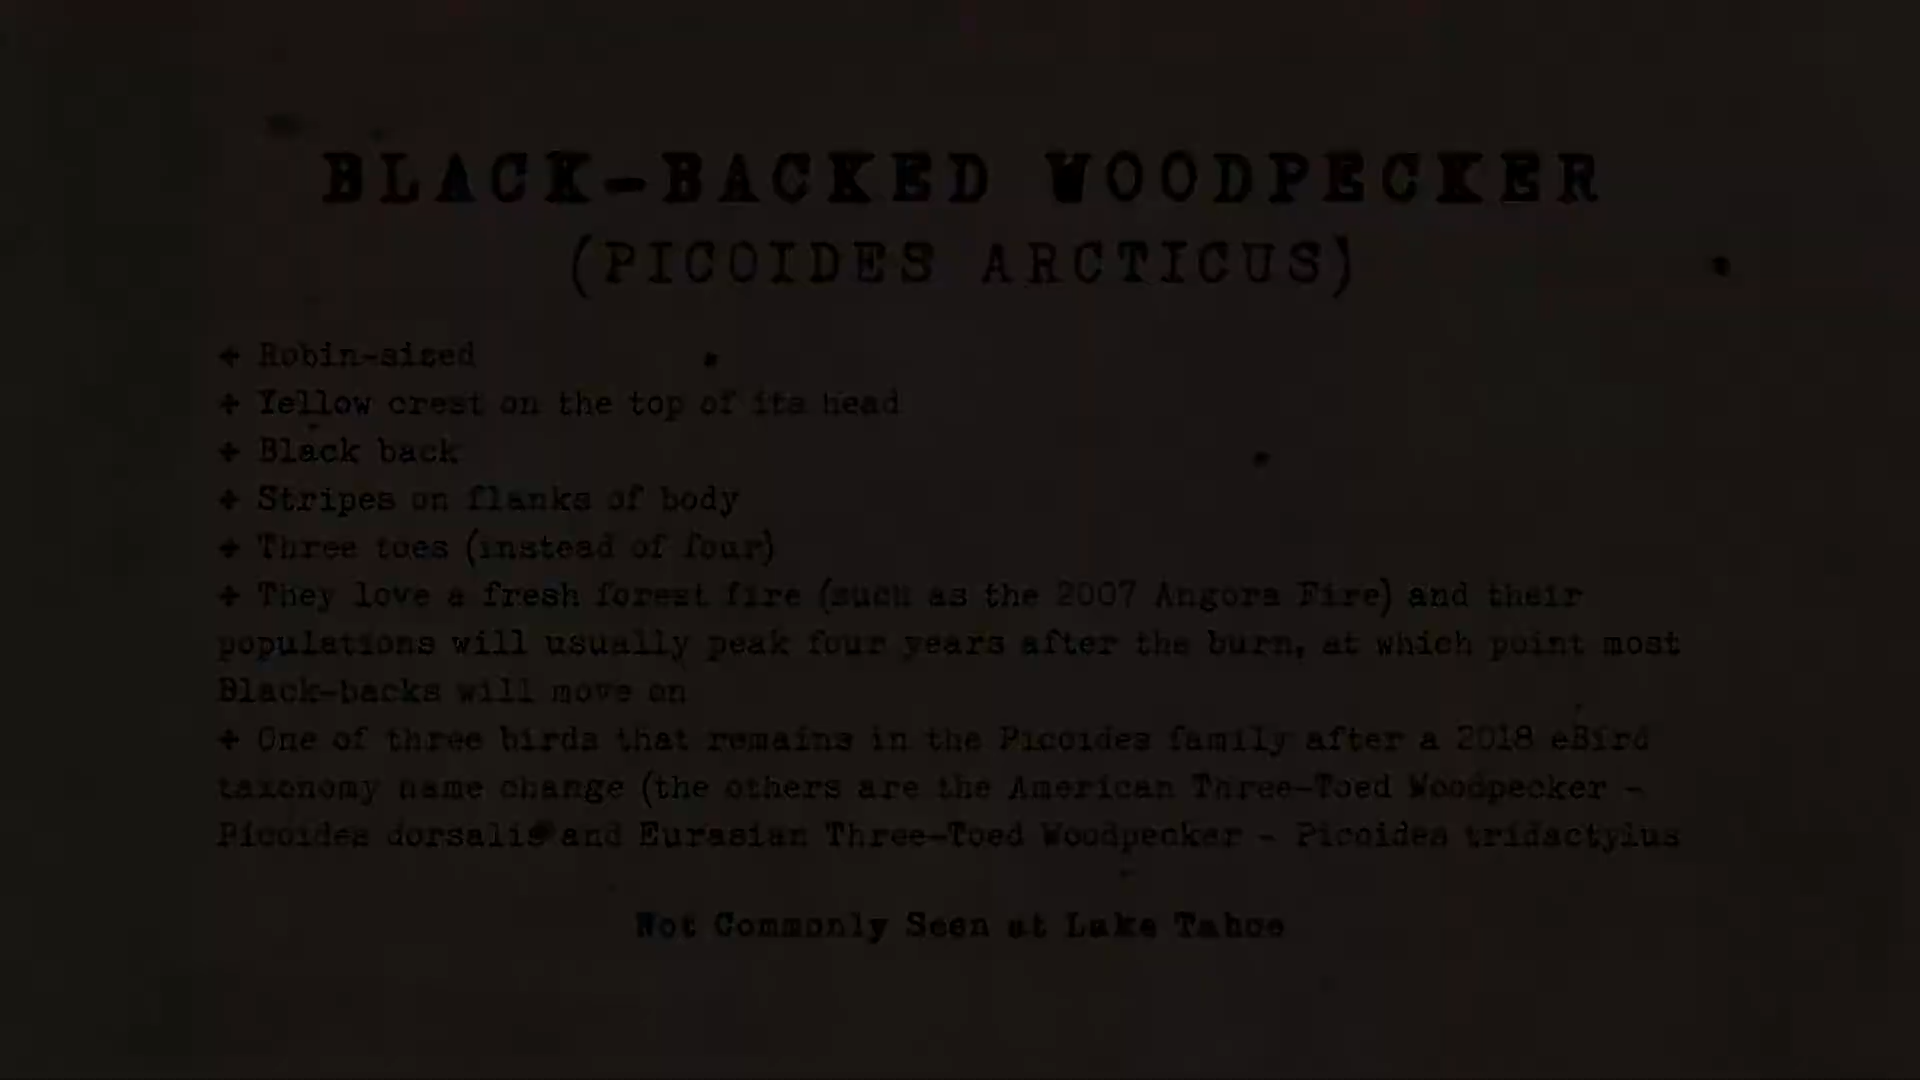 BLACK-BACKED WOODPECKER
(PICOIDES ARCTICUS)
+ Robin-sized
+ Yellow crest on the top of its head
+ Black back
+ Stripes on flanks of body
+ Three toes (instead of four)
+ They love a fresh forest fire (such as the 2007 Angora Fire) and their
populations will usually peak four years after the burn, at which point most
Black-backs will move on
+ One of three birds that remains in the Picoides family after a 2018 eBird
taxonomy name change (the others are the American Three-Toed Woodpecker -
Picoides dorsalis and Eurasian Three-Toed Woodpecker - Picoides tridactylus
Not Commonly Seen at Lake Tahoe